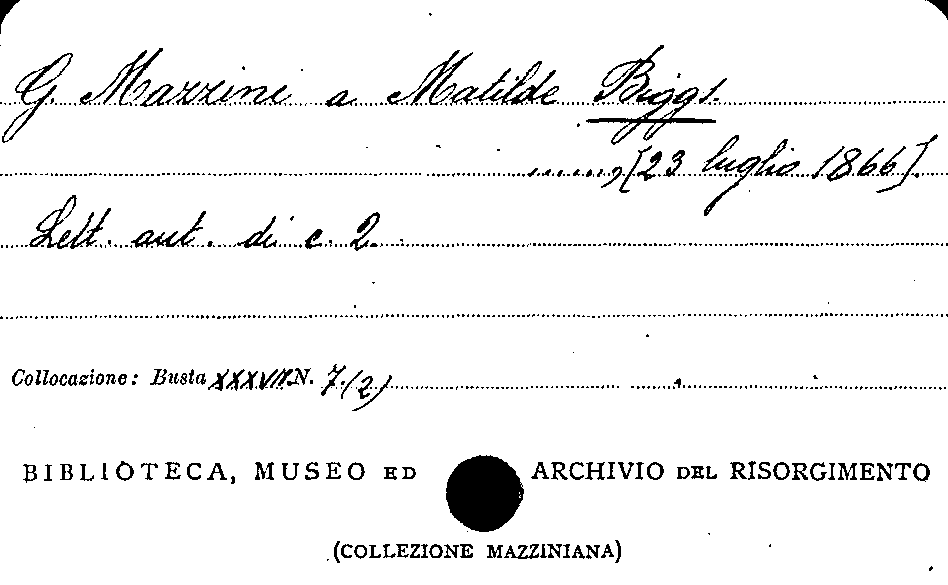 G. Mazzini a Matilde Biggs.
......, [23 luglio 1866].
Lett. aut. di c. 2.
Collocazione: Busta XXXVII. N. 7.(2)
BIBLIOTECA, MUSEO ED ARCHIVIO DEL RISORGIMENTO
(COLLEZIONE MAZZINIANA)